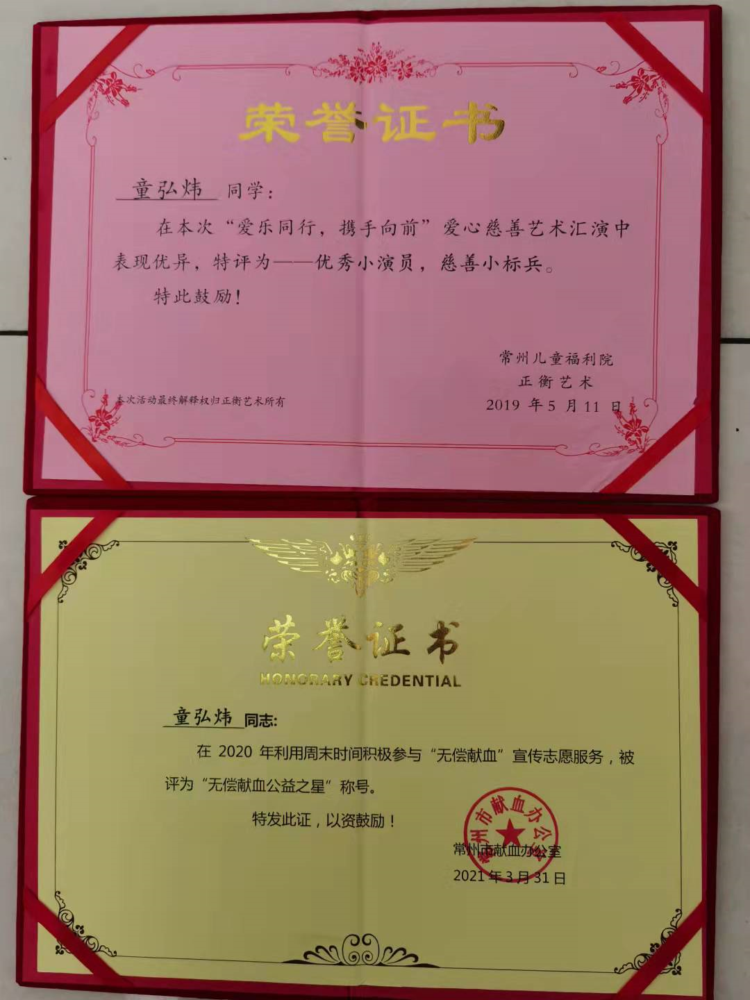 荣誉证书
童弘炜 同学:
在本次“爱乐同行，携手向前”爱心慈善艺术汇演中
表现优异，特评为——优秀小演员，慈善小标兵。
特此鼓励!
常州儿童福利院
正衡艺术
2019 年 5 月 11 日
本次活动最终解释权归正衡艺术所有
荣誉证书
HONORARY CREDENTIAL
童弘炜 同志:
在 2020 年利用周末时间积极参与“无偿献血”宣传志愿服务，被
评为“无偿献血公益之星”称号。
特发此证，以资鼓励！
常州市献血办公室
常州市献血办公室
2021 年 3 月 31 日